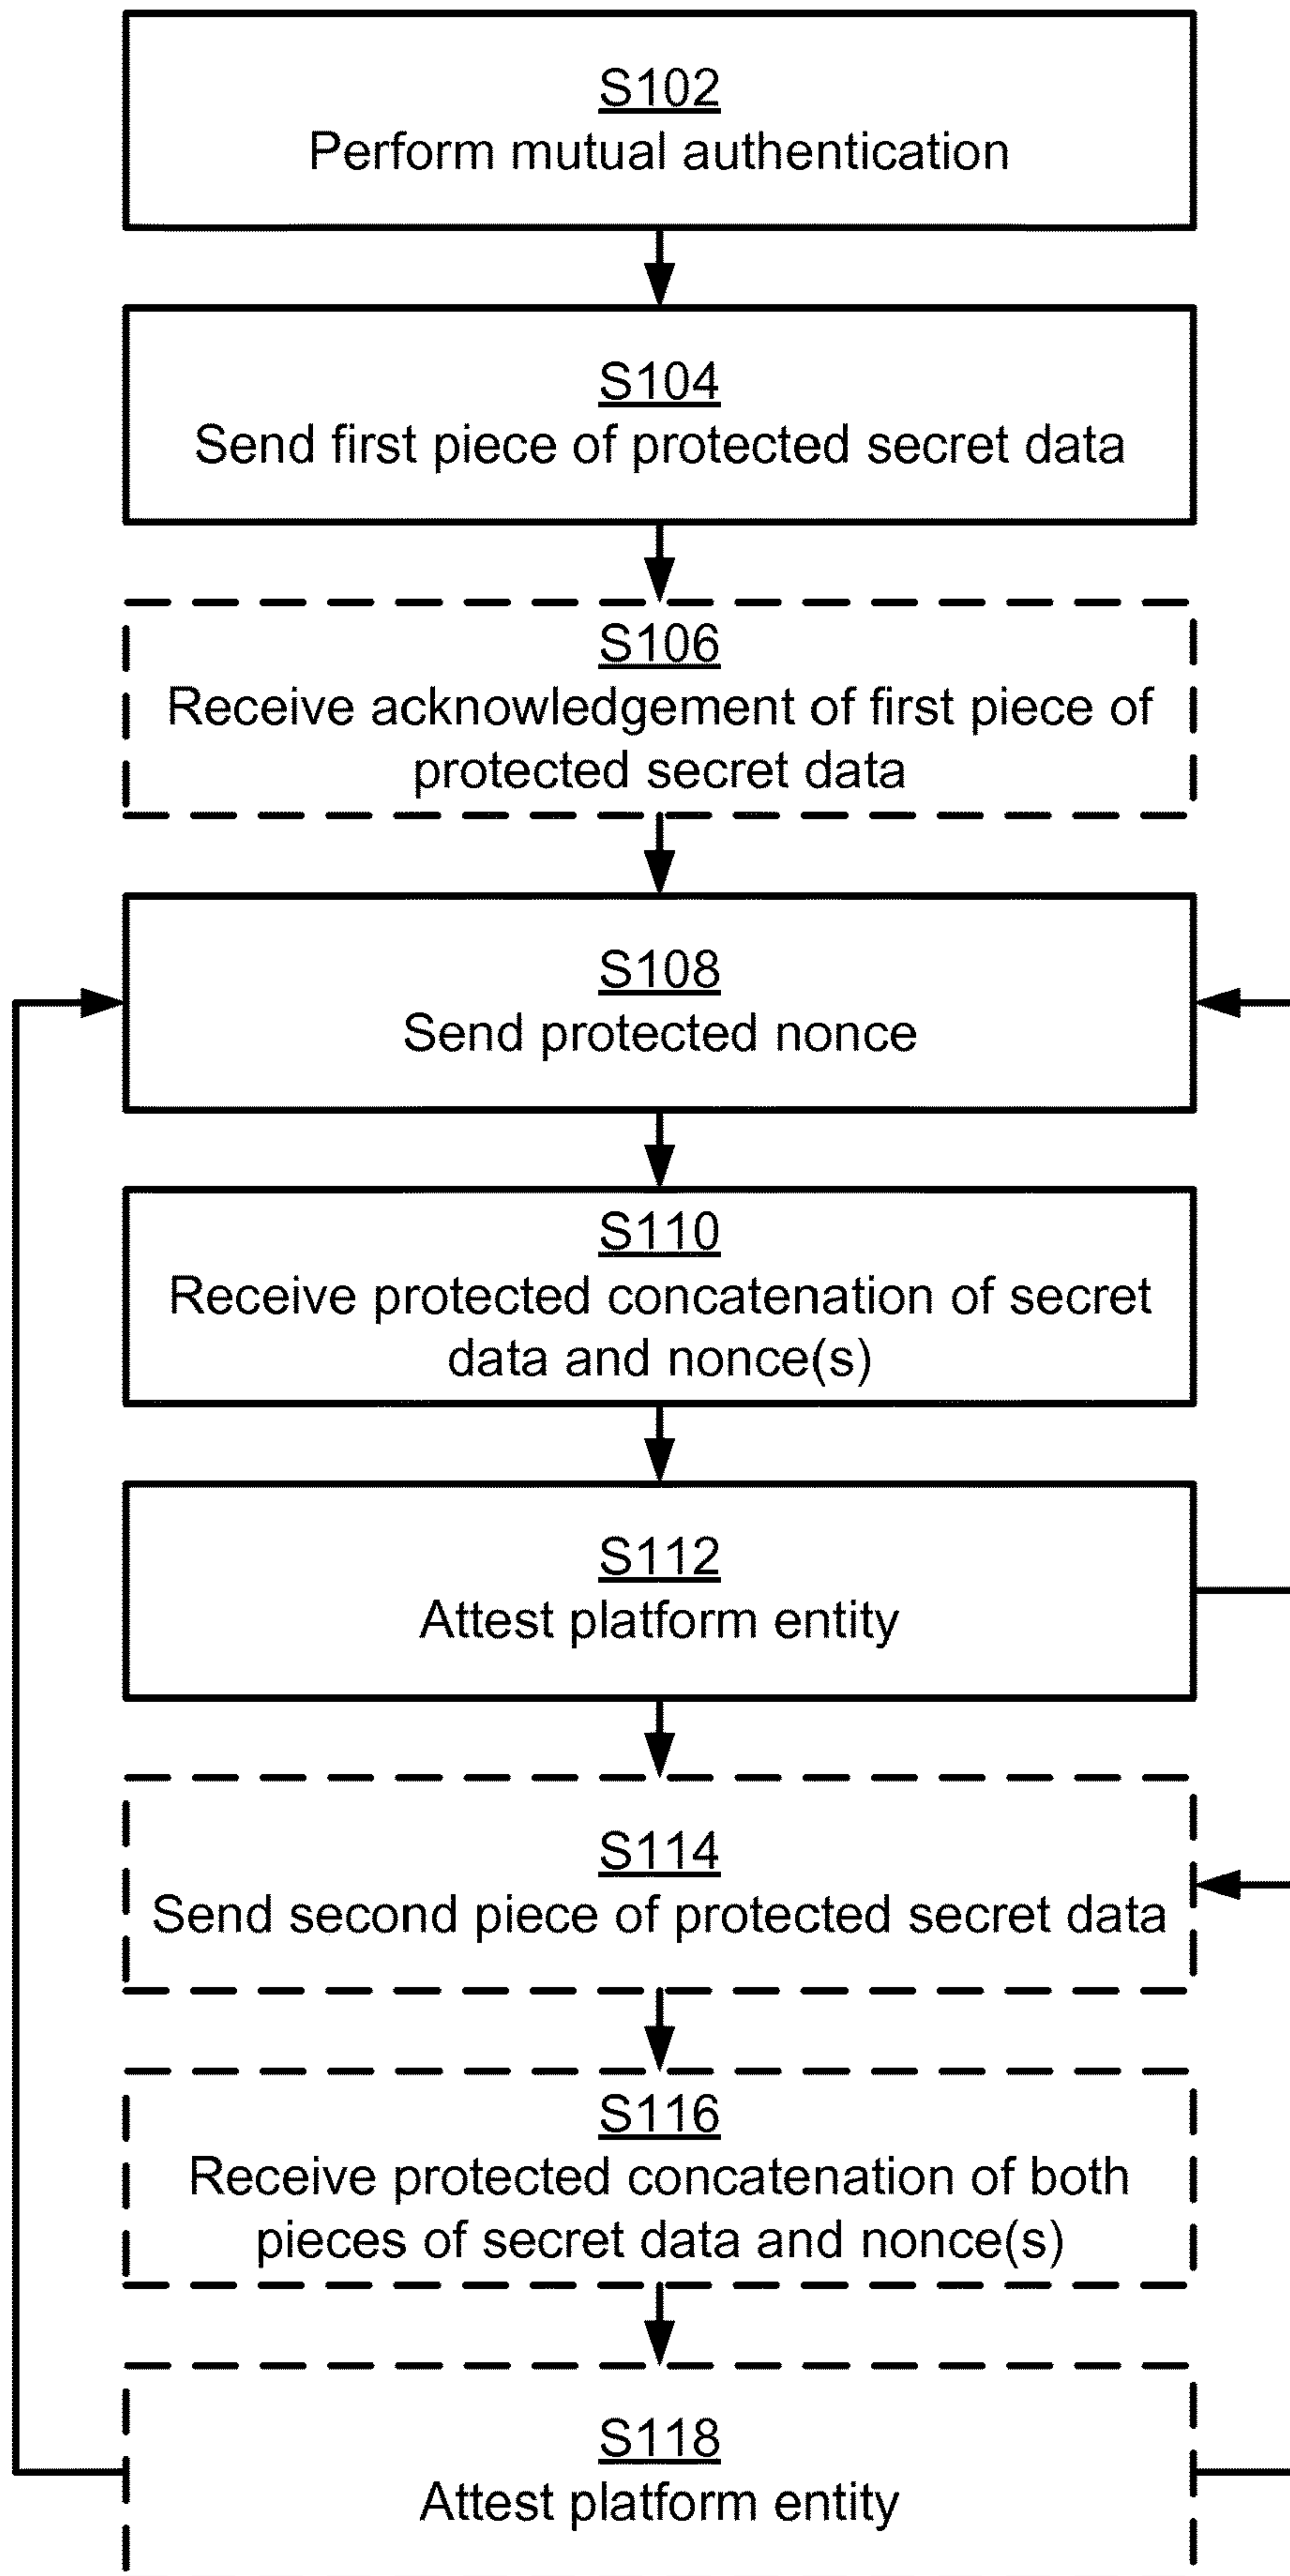 S102
Perform mutual authentication
S104
Send first piece of protected secret data
S106
Receive acknowledgement of first piece of
protected secret data
S108
Send protected nonce
S110
Receive protected concatenation of secret
data and nonce(s)
S112
Attest platform entity
S114
Send second piece of protected secret data
S116
Receive protected concatenation of both
pieces of secret data and nonce(s)
S118
Attest platform entity